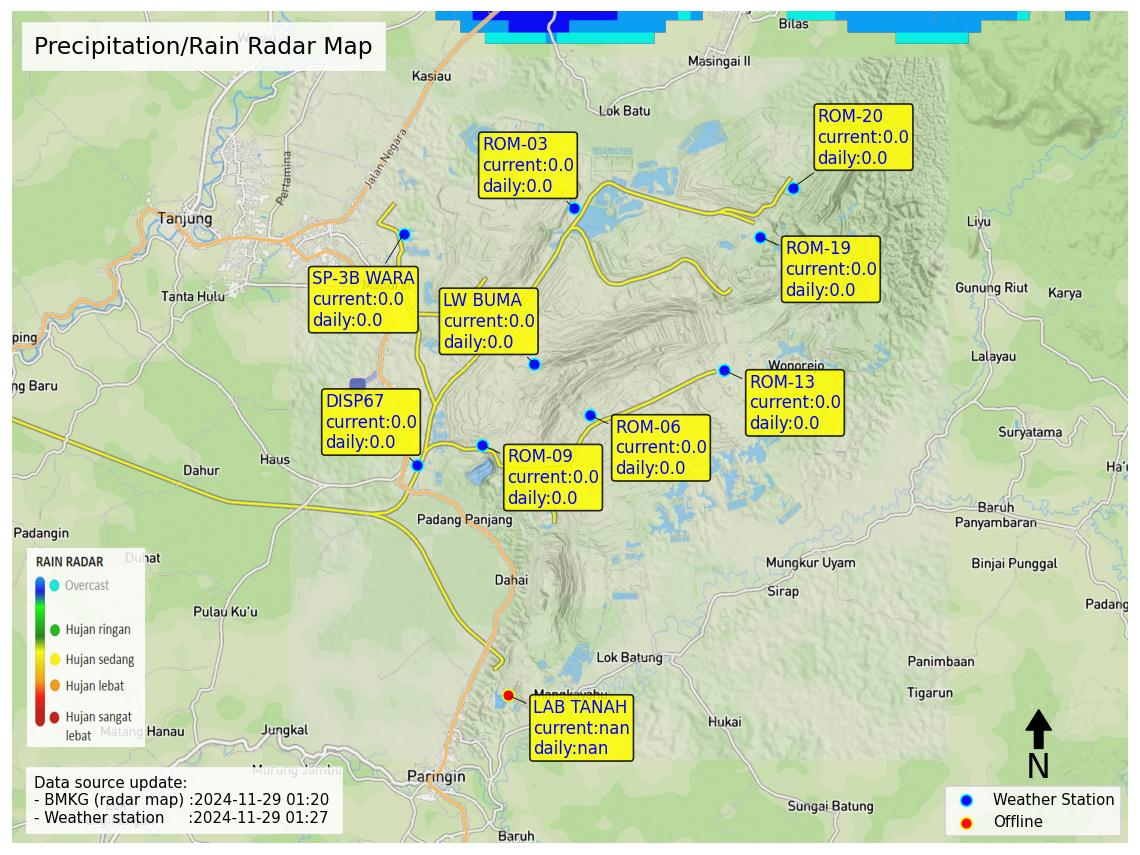 Precipitation/Rain Radar Map
Bilas
Masingai II
Kasiau
Lok Batu
Jalan Negara
Pertamina
Tanjung
ROM-20
current:0.0
daily:0.0
ROM-03
current:0.0
daily:0.0
Liyu
ROM-19
current:0.0
daily:0.0
SP-3B WARA
current:0.0
daily:0.0
LW BUMA
current:0.0
daily:0.0
Tanta Hulu
Gunung Riut
Karya
ping
Lalayau
ng Baru
Wonorejo
ROM-13
current:0.0
daily:0.0
DISP67
current:0.0
daily:0.0
ROM-06
current:0.0
daily:0.0
ROM-09
current:0.0
daily:0.0
Suryatama
Haus
Dahur
Ha'u
Baruh
Panyambaran
Padang Panjang
Padangin
Duhat
Mungkur Uyam
Binjai Punggal
Dahai
Sirap
Padang
Pulau Ku'u
RAIN RADAR
Overcast
Hujan ringan
Hujan sedang
Hujan lebat
Hujan sangat
lebat
Lok Batung
Panimbaan
Tigarun
Mangkayahu
LAB TANAH
current:nan
daily:nan
Matang Hanau
Jungkal
Hukai
Murung Jambu
Paringin
Sungai Batung
Baruh
N
Data source update:
- BMKG (radar map) :2024-11-29 01:20
- Weather station :2024-11-29 01:27
Weather Station
Offline